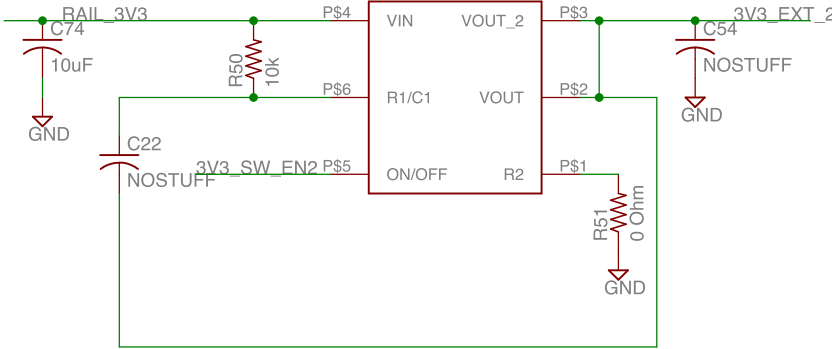 RAIL_3V3
P$4
VIN
VOUT_2
P$3
3V3_EXT_2
C74
10uF
GND
R50
10k
C54
NOSTUFF
GND
P$6
R1/C1
VOUT
P$2
C22
NOSTUFF
3V3_SW_EN2
P$5
ON/OFF
R2
P$1
R51
0 Ohm
GND